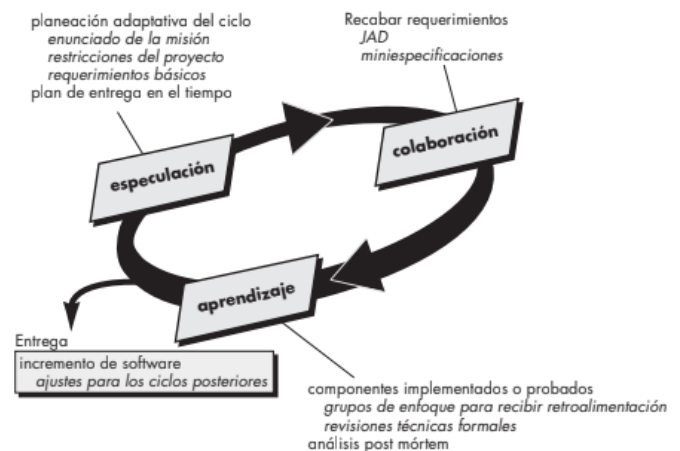 planeación adaptativa del ciclo
enunciado de la misión
restricciones del proyecto
requerimientos básicos
plan de entrega en el tiempo
Recabar requerimientos
JAD
miniespecificaciones
especulación
colaboración
aprendizaje
Entrega
incremento de software
ajustes para los ciclos posteriores
componentes implementados o probados
grupos de enfoque para recibir retroalimentación
revisiones técnicas formales
análisis post mórtem